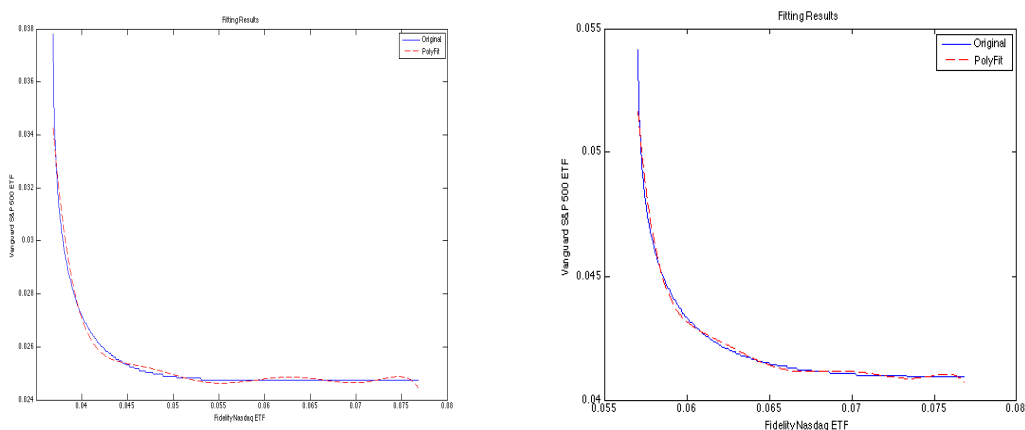 Fitting Results
0.038
0.036
0.034
0.032
0.03
0.028
0.026
0.024
Vanguard S&P 500 ETF
Original
PolyFit
0.04 0.045 0.05 0.055 0.06 0.065 0.07 0.075 0.08
Fidelity Nasdaq ETF
Fitting Results
0.055
0.05
0.045
0.04
Vanguard S&P 500 ETF
Original
PolyFit
0.055 0.06 0.065 0.07 0.075 0.08
Fidelity Nasdaq ETF